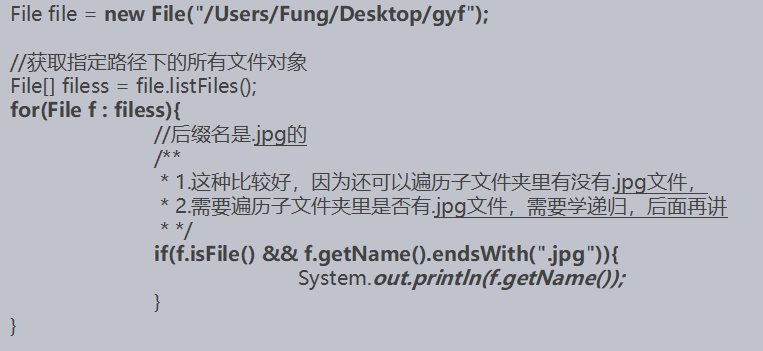 File file = new File("/Users/Fung/Desktop/gyf");
//获取指定路径下的所有文件对象
File[] filess = file.listFiles();
for(File f : filess){
//后缀名是.jpg的
/**
* 1.这种比较好，因为还可以遍历子文件夹里有没有.jpg文件，
* 2.需要遍历子文件夹里是否有.jpg文件，需要学递归，后面再讲
* */
if(f.isFile() && f.getName().endsWith(".jpg")){
System.out.println(f.getName());
}
}